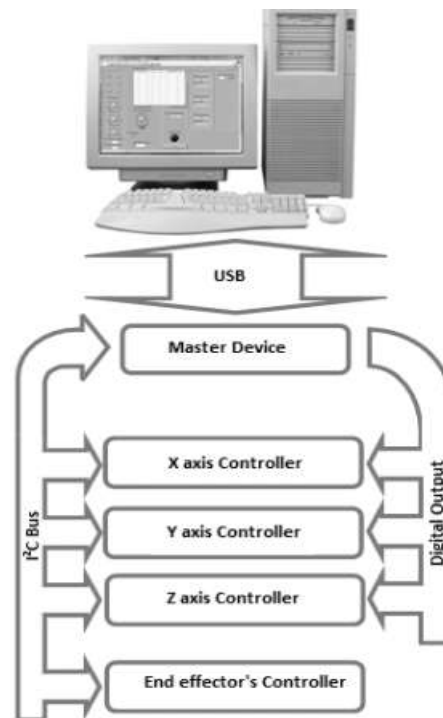 USB
Master Device
X axis Controller
Y axis Controller
Z axis Controller
End effector's Controller
I²C Bus
Digital Output